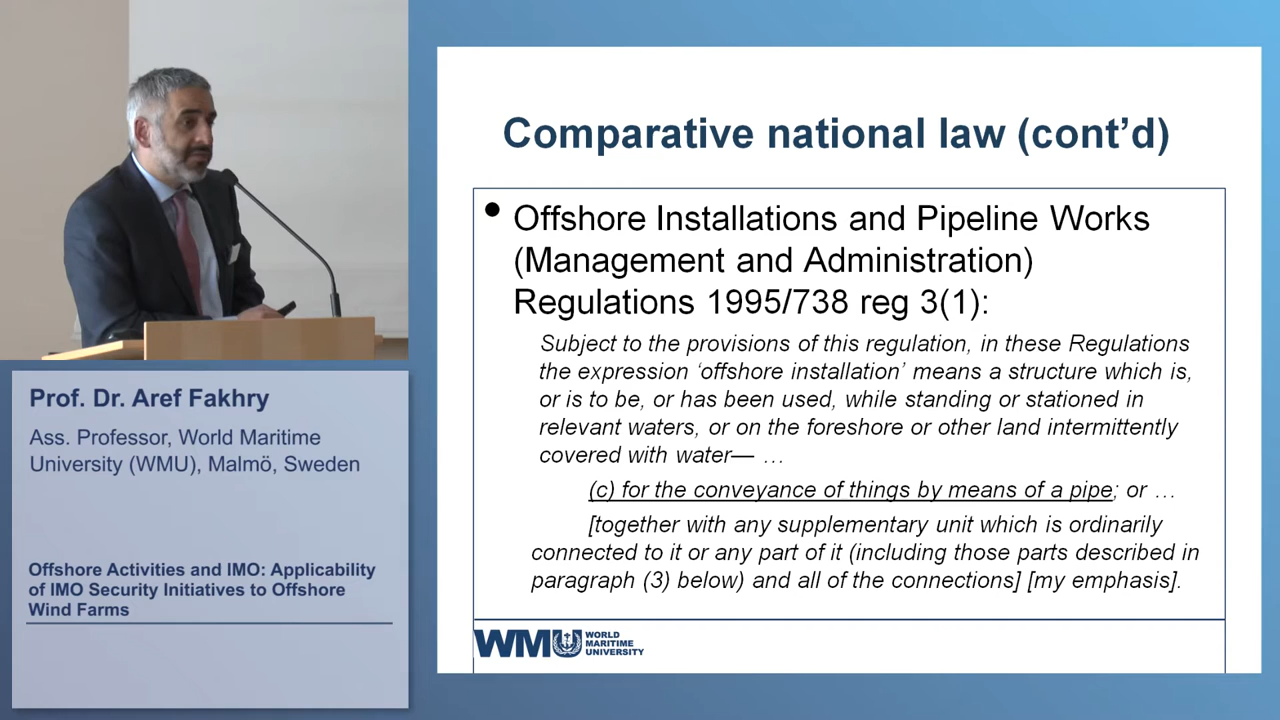 Comparative national law (cont’d)
• Offshore Installations and Pipeline Works
(Management and Administration)
Regulations 1995/738 reg 3(1):
Subject to the provisions of this regulation, in these Regulations
the expression ‘offshore installation’ means a structure which is,
or is to be, or has been used, while standing or stationed in
relevant waters, or on the foreshore or other land intermittently
covered with water— …
(c) for the conveyance of things by means of a pipe; or …
[together with any supplementary unit which is ordinarily
connected to it or any part of it (including those parts described in
paragraph (3) below) and all of the connections] [my emphasis].
WMU WORLD
MARITIME
UNIVERSITY
Prof. Dr. Aref Fakhry
Ass. Professor, World Maritime
University (WMU), Malmö, Sweden
Offshore Activities and IMO: Applicability
of IMO Security Initiatives to Offshore
Wind Farms